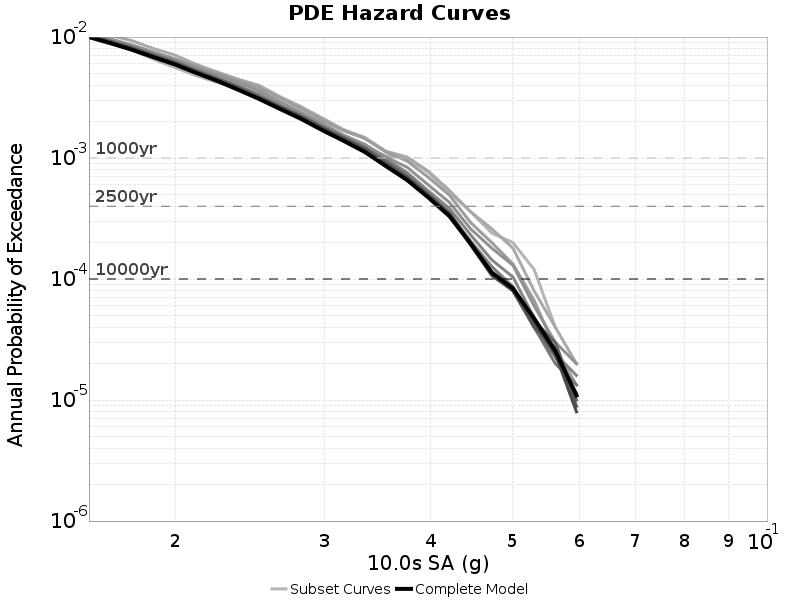 PDE Hazard Curves
Annual Probability of Exceedance
10-2
10-3
10-4
10-5
10-6
1000yr
2500yr
10000yr
2 3 4 5 6 7 8 9 10-1
10.0s SA (g)
Subset Curves Complete Model